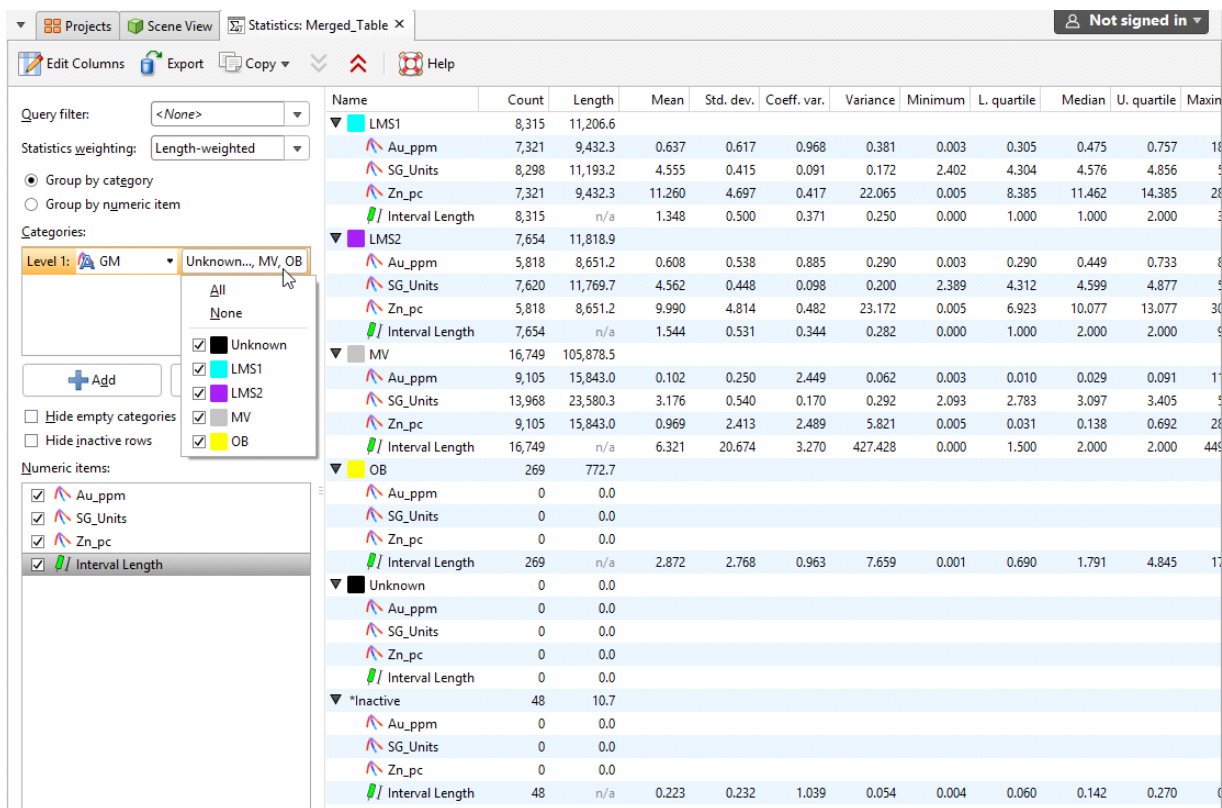 Projects Scene View Statistics: Merged_Table Not signed in
Edit Columns Export Copy Help
Query filter: <None>
Statistics weighting: Length-weighted
Group by category
Group by numeric item
Categories:
Level 1: GM Unknown..., MV, OB
All
None
Unknown
LMS1
LMS2
MV
OB
Add
Hide empty categories
Hide inactive rows
Numeric items:
Au_ppm
SG_Units
Zn_pc
Interval Length
Name Count Length Mean Std. dev. Coeff. var. Variance Minimum L. quartile Median U. quartile Maxin
LMS1 8,315 11,206.6
Au_ppm 7,321 9,432.3 0.637 0.617 0.968 0.381 0.003 0.305 0.475 0.757 18
SG_Units 8,298 11,193.2 4.555 0.415 0.091 0.172 2.402 4.304 4.576 4.856 5
Zn_pc 7,321 9,432.3 11.260 4.697 0.417 22.065 0.005 8.385 11.462 14.385 28
Interval Length 8,315 n/a 1.348 0.500 0.371 0.250 0.000 1.000 1.000 2.000 3
LMS2 7,654 11,818.9
Au_ppm 5,818 8,651.2 0.608 0.538 0.885 0.290 0.003 0.290 0.449 0.733 8
SG_Units 7,620 11,769.7 4.562 0.448 0.098 0.200 2.389 4.312 4.599 4.877 5
Zn_pc 5,818 8,651.2 9.990 4.814 0.482 23.172 0.005 6.923 10.077 13.077 30
Interval Length 7,654 n/a 1.544 0.531 0.344 0.282 0.000 1.000 2.000 2.000 9
MV 16,749 105,878.5
Au_ppm 9,105 15,843.0 0.102 0.250 2.449 0.062 0.003 0.010 0.029 0.091 11
SG_Units 13,968 23,580.3 3.176 0.540 0.170 0.292 2.093 2.783 3.097 3.405 5
Zn_pc 9,105 15,843.0 0.969 2.413 2.489 5.821 0.005 0.031 0.138 0.692 28
Interval Length 16,749 n/a 6.321 20.674 3.270 427.428 0.000 1.500 2.000 2.000 449
OB 269 772.7
Au_ppm 0 0.0
SG_Units 0 0.0
Zn_pc 0 0.0
Interval Length 269 n/a 2.872 2.768 0.963 7.659 0.001 0.690 1.791 4.845 17
Unknown 0 0.0
Au_ppm 0 0.0
SG_Units 0 0.0
Zn_pc 0 0.0
Interval Length 0 0.0
*Inactive 48 10.7
Au_ppm 0 0.0
SG_Units 0 0.0
Zn_pc 0 0.0
Interval Length 48 n/a 0.223 0.232 1.039 0.054 0.004 0.060 0.142 0.270